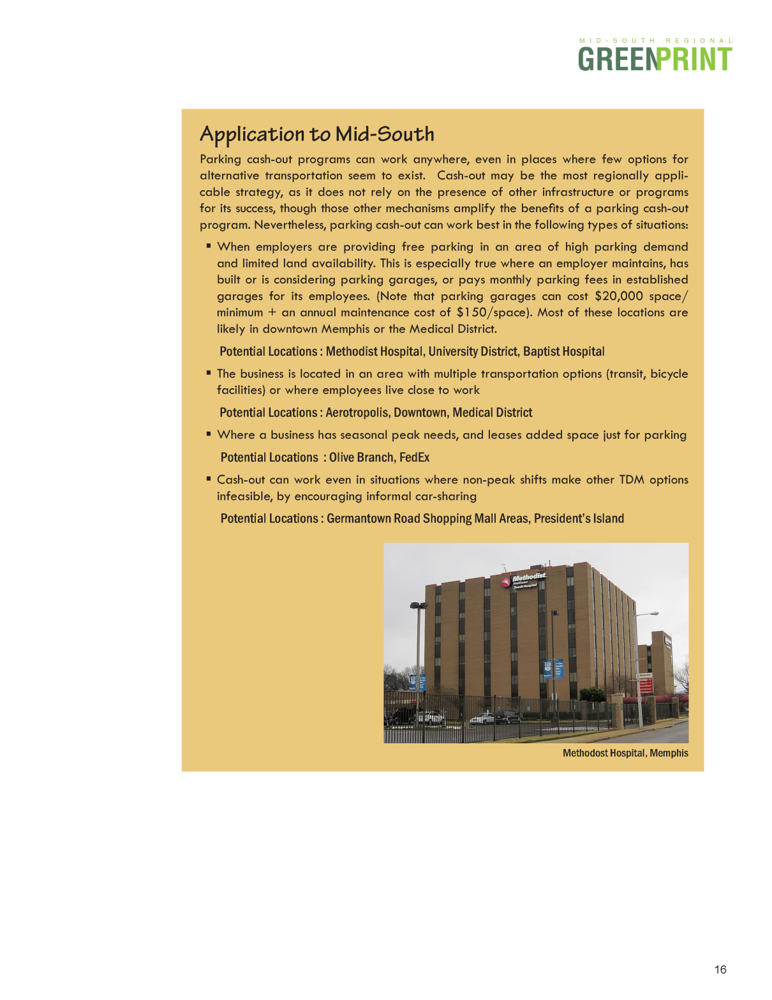 MID-SOUTH REGIONAL
GREENPRINT
Application to Mid-South
Parking cash-out programs can work anywhere, even in places where few options for
alternative transportation seem to exist.  Cash-out may be the most regionally appli-
cable strategy, as it does not rely on the presence of other infrastructure or programs
for its success, though those other mechanisms amplify the benefits of a parking cash-out
program. Nevertheless, parking cash-out can work best in the following types of situations:
▪ When employers are providing free parking in an area of high parking demand
and limited land availability. This is especially true where an employer maintains, has
built or is considering parking garages, or pays monthly parking fees in established
garages for its employees. (Note that parking garages can cost $20,000 space/
minimum + an annual maintenance cost of $150/space). Most of these locations are
likely in downtown Memphis or the Medical District.
Potential Locations : Methodist Hospital, University District, Baptist Hospital
▪ The business is located in an area with multiple transportation options (transit, bicycle
facilities) or where employees live close to work
Potential Locations : Aerotropolis, Downtown, Medical District
▪ Where a business has seasonal peak needs, and leases added space just for parking
Potential Locations  : Olive Branch, FedEx
▪ Cash-out can work even in situations where non-peak shifts make other TDM options
infeasible, by encouraging informal car-sharing
Potential Locations : Germantown Road Shopping Mall Areas, President's Island
Methodist
Healthcare
South Hospital
Methodost Hospital, Memphis
16